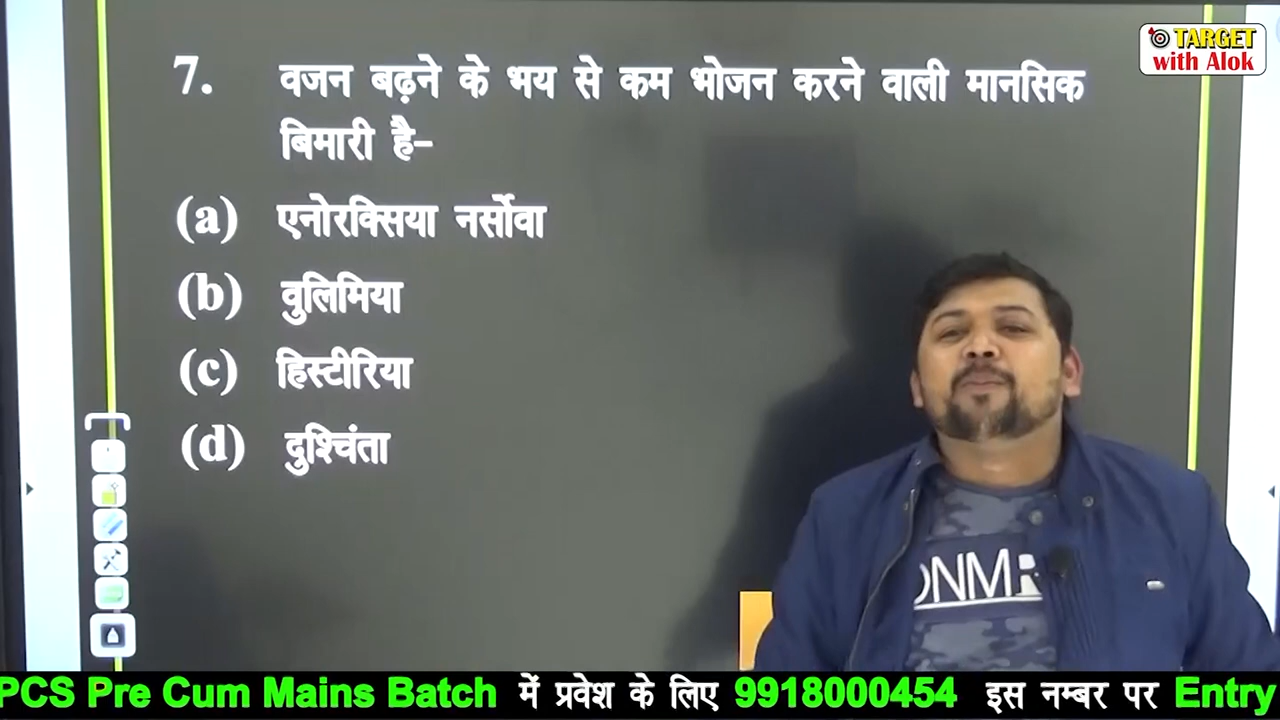 TARGET
with Alok
7. वजन बढ़ने के भय से कम भोजन करने वाली मानसिक
बिमारी है-
(a) एनोरक्सिया नर्सोवा
(b) वुलिमिया
(c) हिस्टीरिया
(d) दुश्चिंता
DNMR
PCS Pre Cum Mains Batch में प्रवेश के लिए 9918000454 इस नम्बर पर Entry